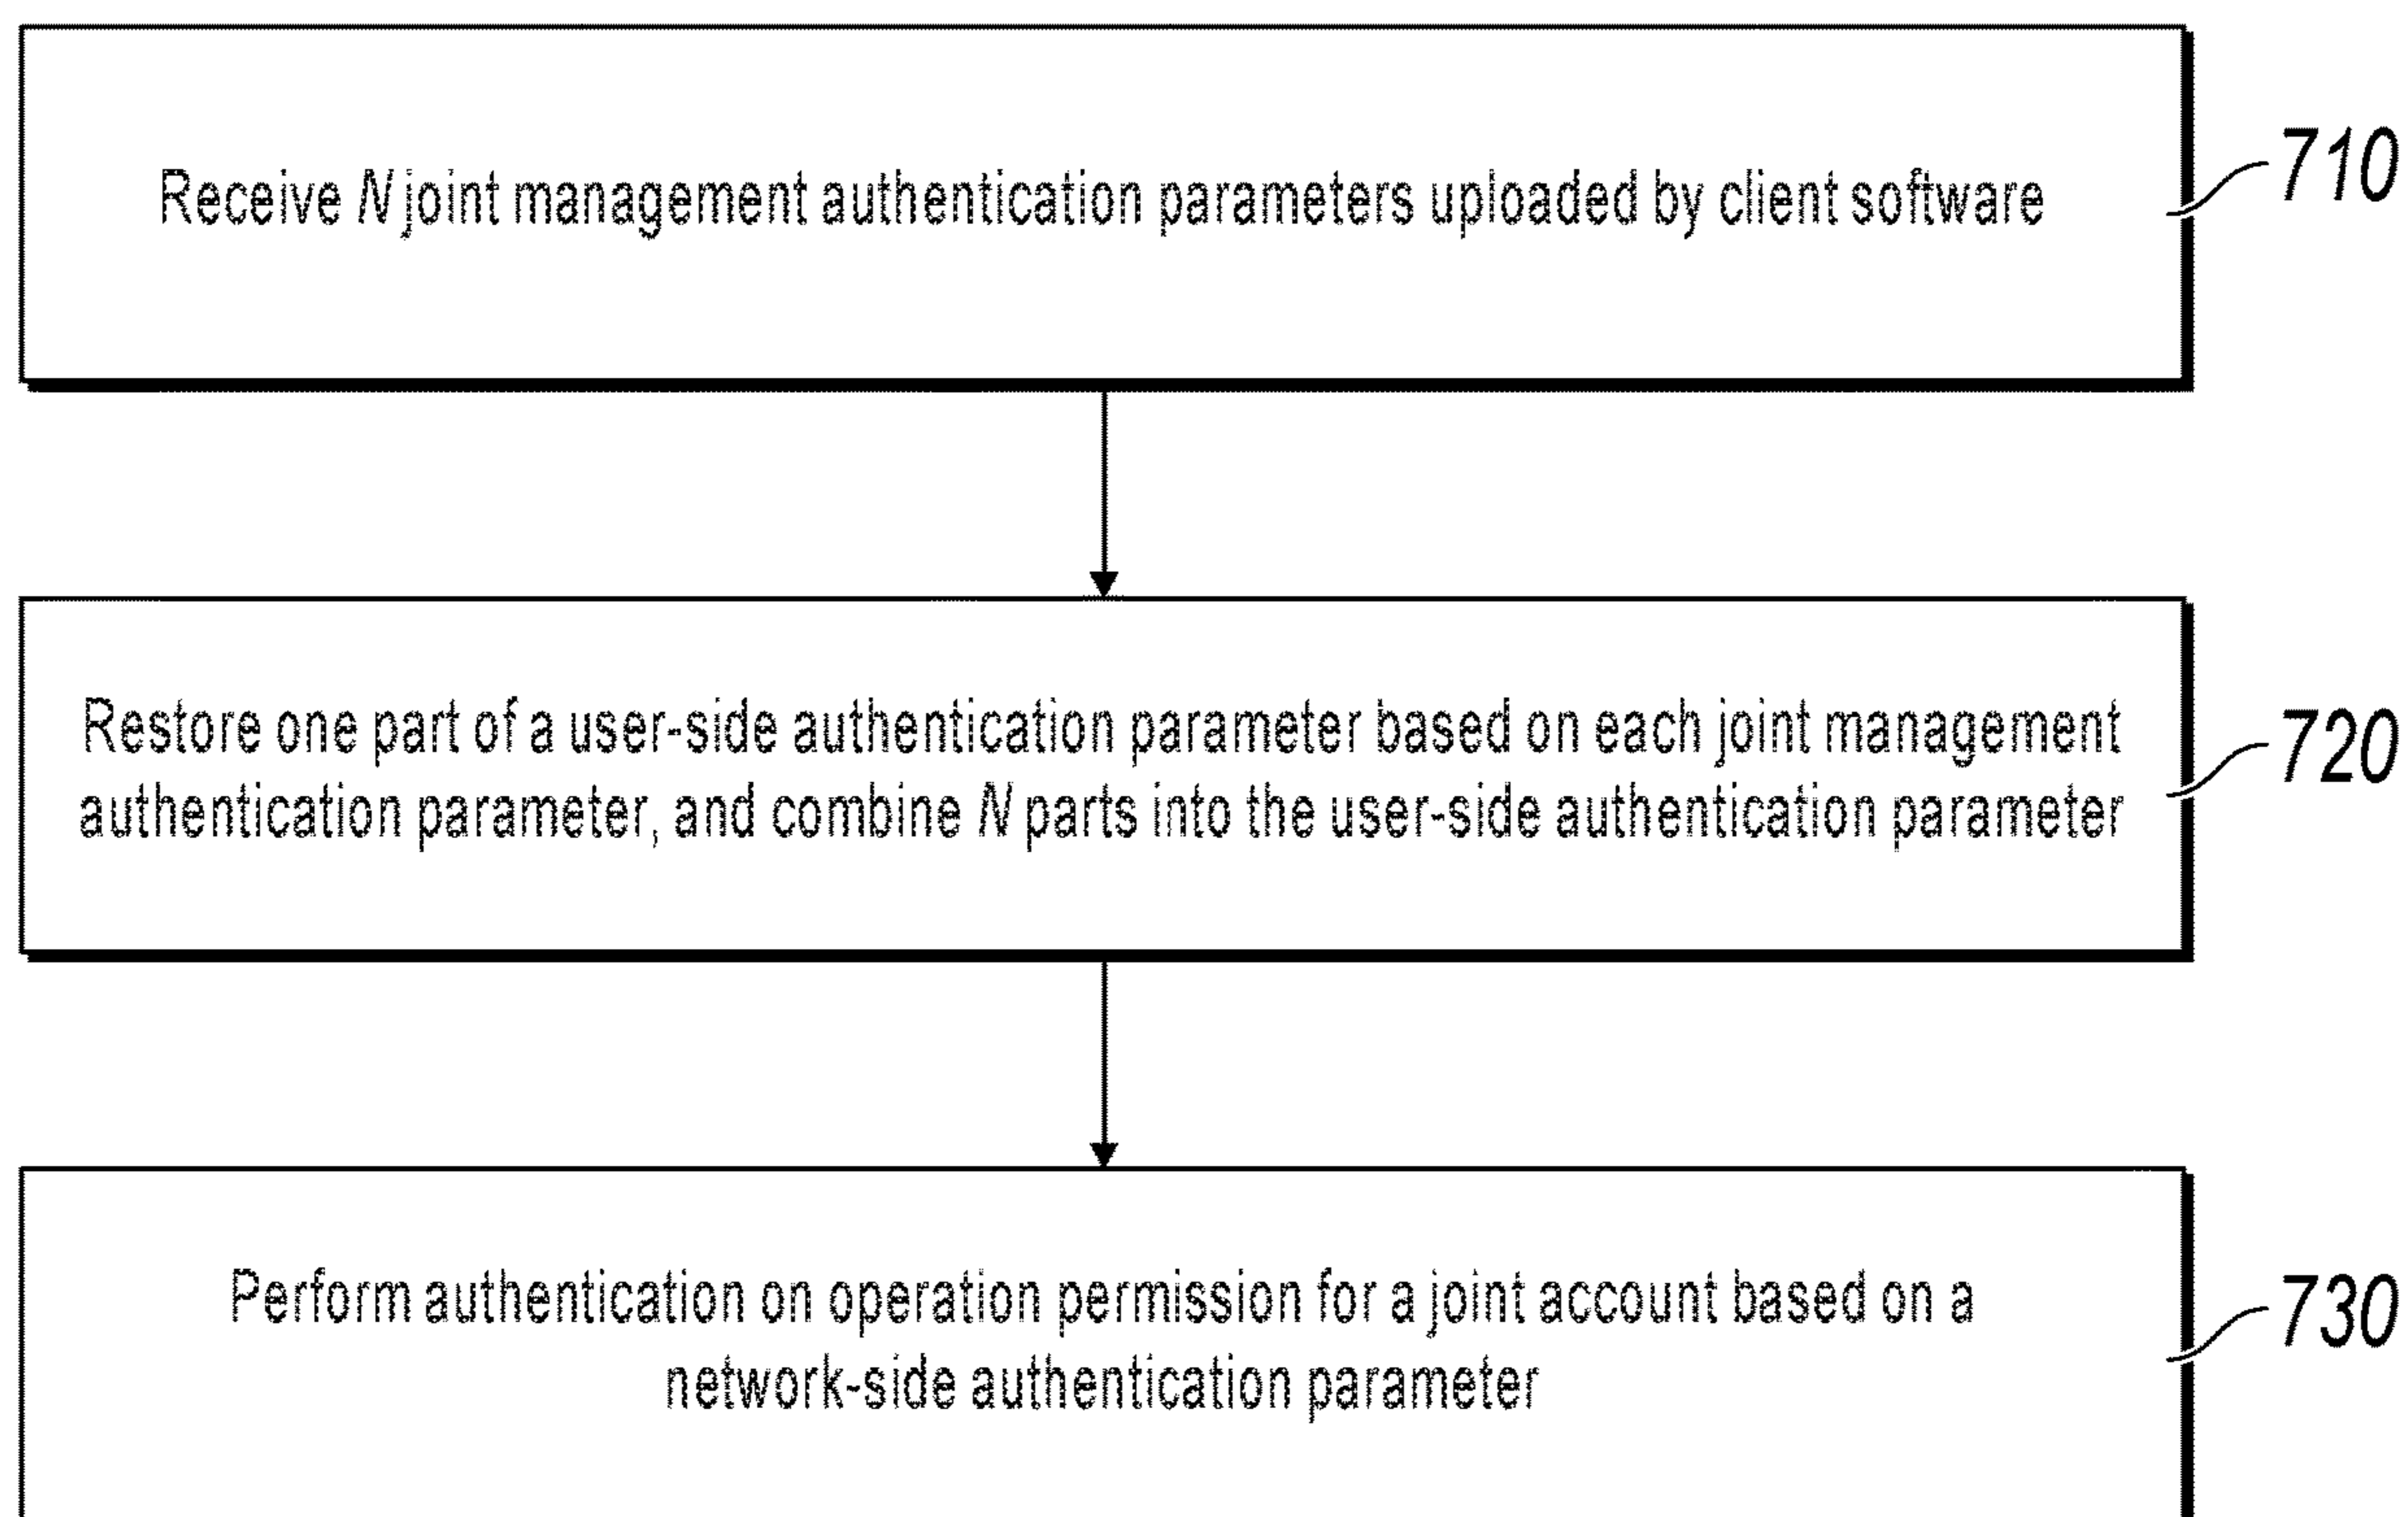 Receive N joint management authentication parameters uploaded by client software
710
Restore one part of a user-side authentication parameter based on each joint management
authentication parameter, and combine N parts into the user-side authentication parameter
720
Perform authentication on operation permission for a joint account based on a
network-side authentication parameter
730